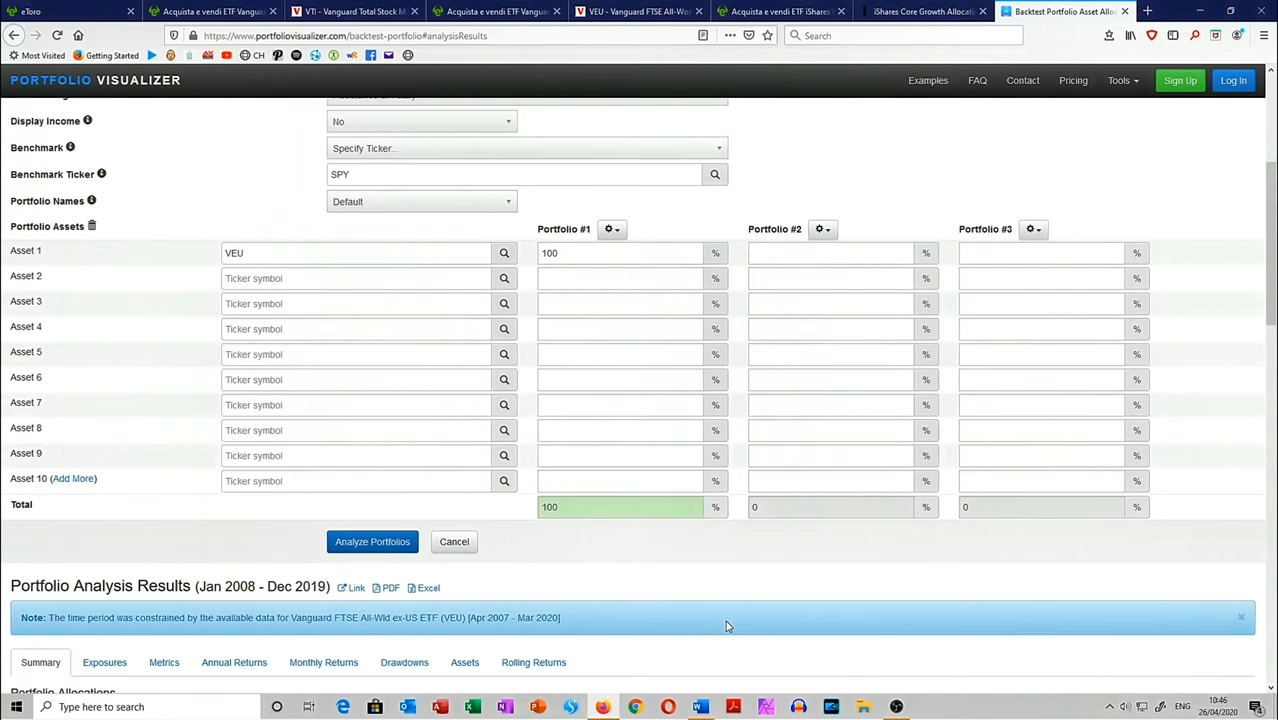 eToro
Acquista e vendi ETF Vanguard
VTI - Vanguard Total Stock M
Acquista e vendi ETF Vanguard
VEU - Vanguard FTSE All-Wo
Acquista e vendi ETF iShares
iShares Core Growth Allocati
Backtest Portfolio Asset Alloc
https://www.portfoliovisualizer.com/backtest-portfolio#analysisResults
Search
Most Visited
Getting Started
CH
PORTFOLIO VISUALIZER
Examples
FAQ
Contact
Pricing
Tools
Sign Up
Log In
Display Income
No
Benchmark
Specify Ticker...
Benchmark Ticker
SPY
Portfolio Names
Default
Portfolio Assets
Portfolio #1
Portfolio #2
Portfolio #3
Asset 1
VEU
100
%
%
%
Asset 2
Ticker symbol
%
%
%
Asset 3
Ticker symbol
%
%
%
Asset 4
Ticker symbol
%
%
%
Asset 5
Ticker symbol
%
%
%
Asset 6
Ticker symbol
%
%
%
Asset 7
Ticker symbol
%
%
%
Asset 8
Ticker symbol
%
%
%
Asset 9
Ticker symbol
%
%
%
Asset 10 (Add More)
Ticker symbol
%
%
%
Total
100
%
0
%
0
%
Analyze Portfolios
Cancel
Portfolio Analysis Results (Jan 2008 - Dec 2019)
Link
PDF
Excel
Note: The time period was constrained by the available data for Vanguard FTSE All-Wld ex-US ETF (VEU) [Apr 2007 - Mar 2020].
Summary
Exposures
Metrics
Annual Returns
Monthly Returns
Drawdowns
Assets
Rolling Returns
Portfolio Allocations
Type here to search
ENG
10:46
26/04/2020